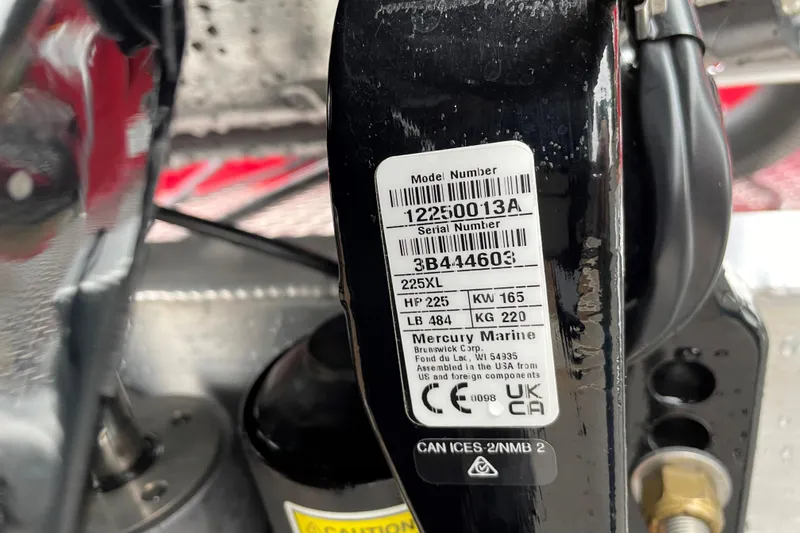 Model Number
12250013A
Serial Number
3B444603
225XL
HP 225 KW 165
LB 484 KG 220
Mercury Marine
Brunswick Corp.
Fond du Lac, WI 54935
Assembled in the USA from
US and foreign components
CE 0098 UK CA
CAN ICES-2/NMB 2
CAUTION